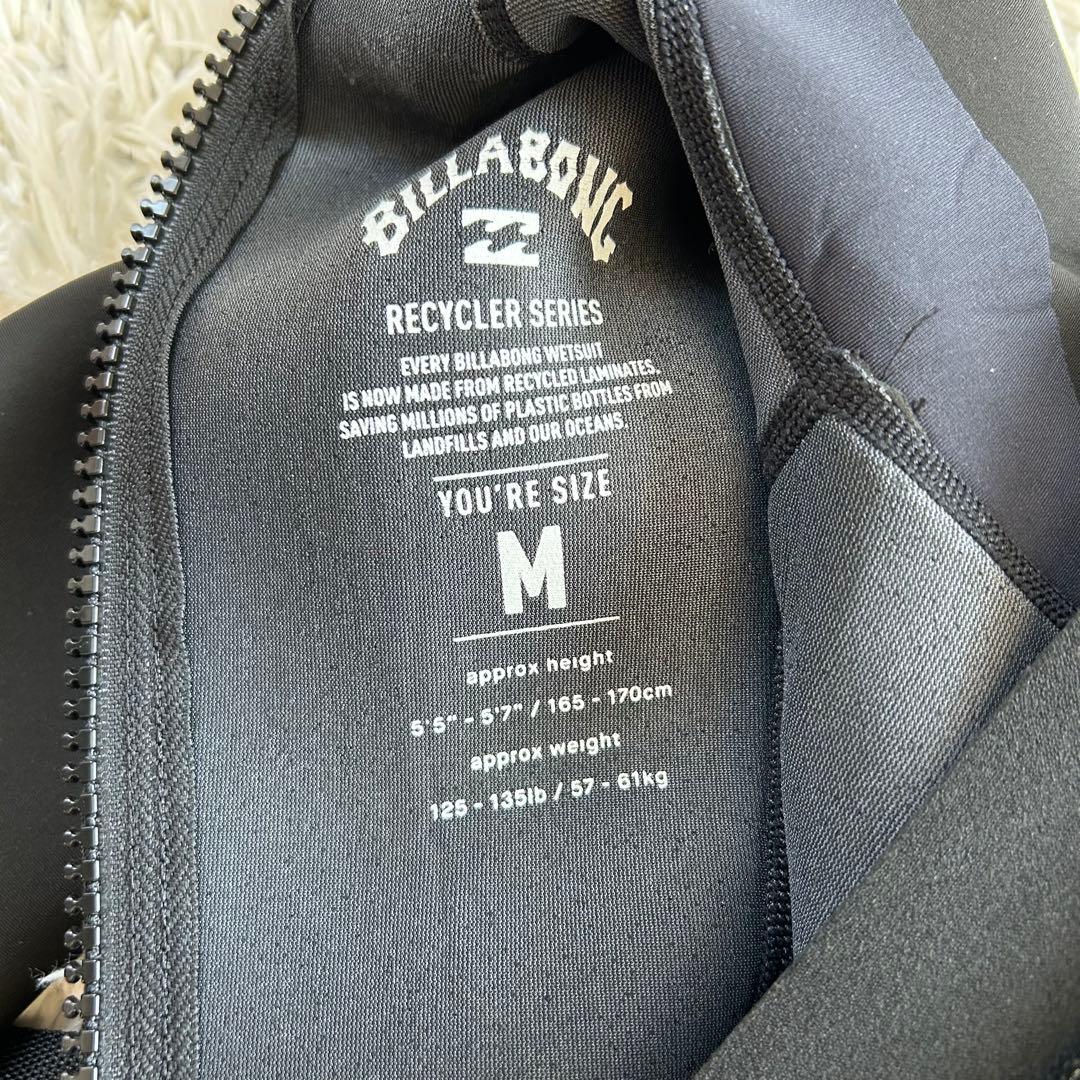 BILLABONG
RECYCLER SERIES
EVERY BILLABONG WETSUIT
IS NOW MADE FROM RECYCLED LAMINATES.
SAVING MILLIONS OF PLASTIC BOTTLES FROM
LANDFILLS AND OUR OCEANS.
YOU'RE SIZE
M
approx height
5'5" - 5'7" / 165 - 170cm
approx weight
125 - 135lb / 57 - 61kg